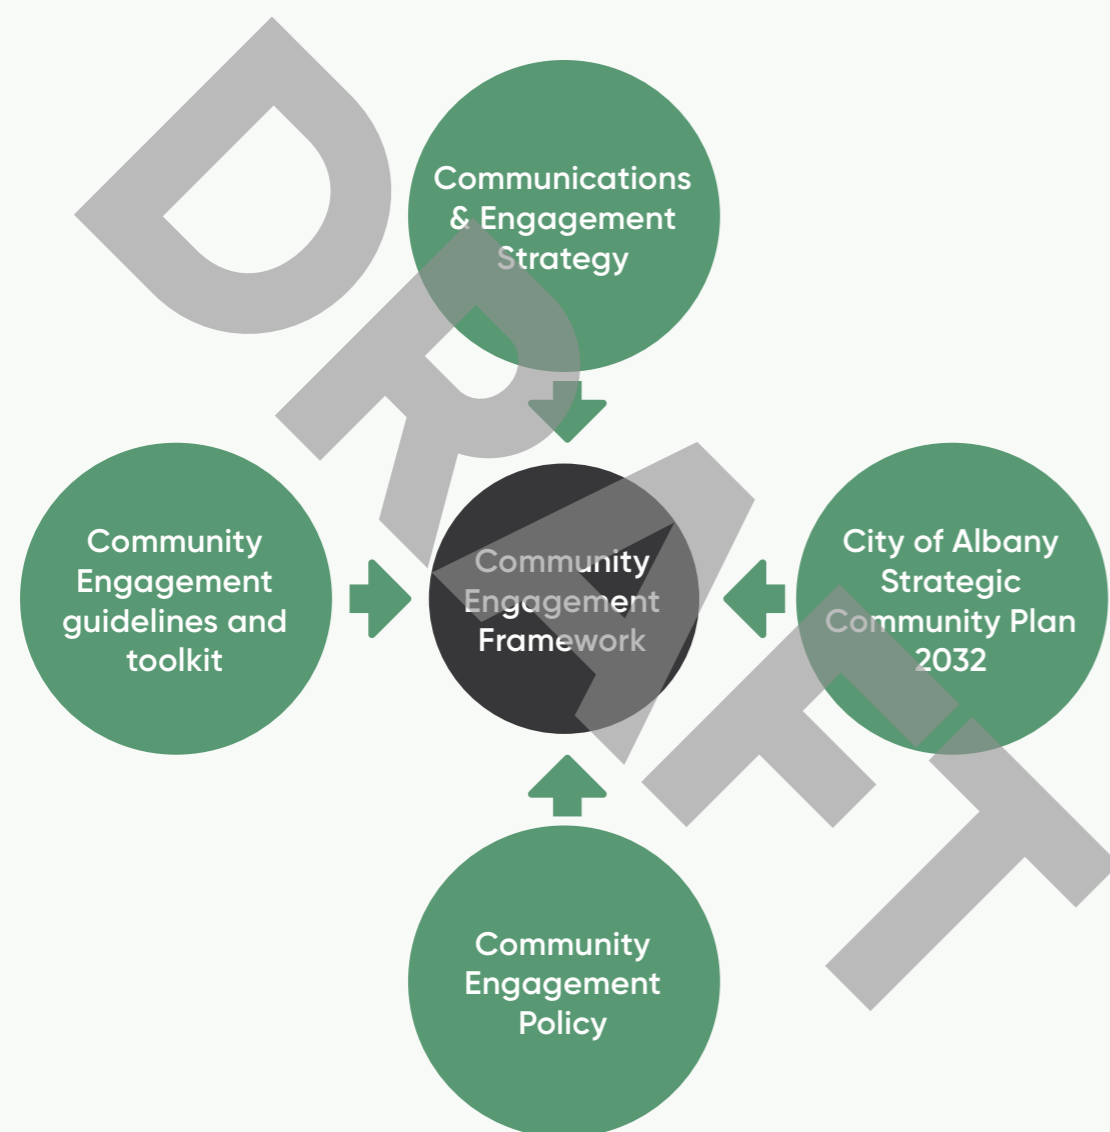 Communications
& Engagement
Strategy
Community
Engagement
guidelines and
toolkit
Community
Engagement
Framework
City of Albany
Strategic
Community Plan
2032
Community
Engagement
Policy
DRAFT